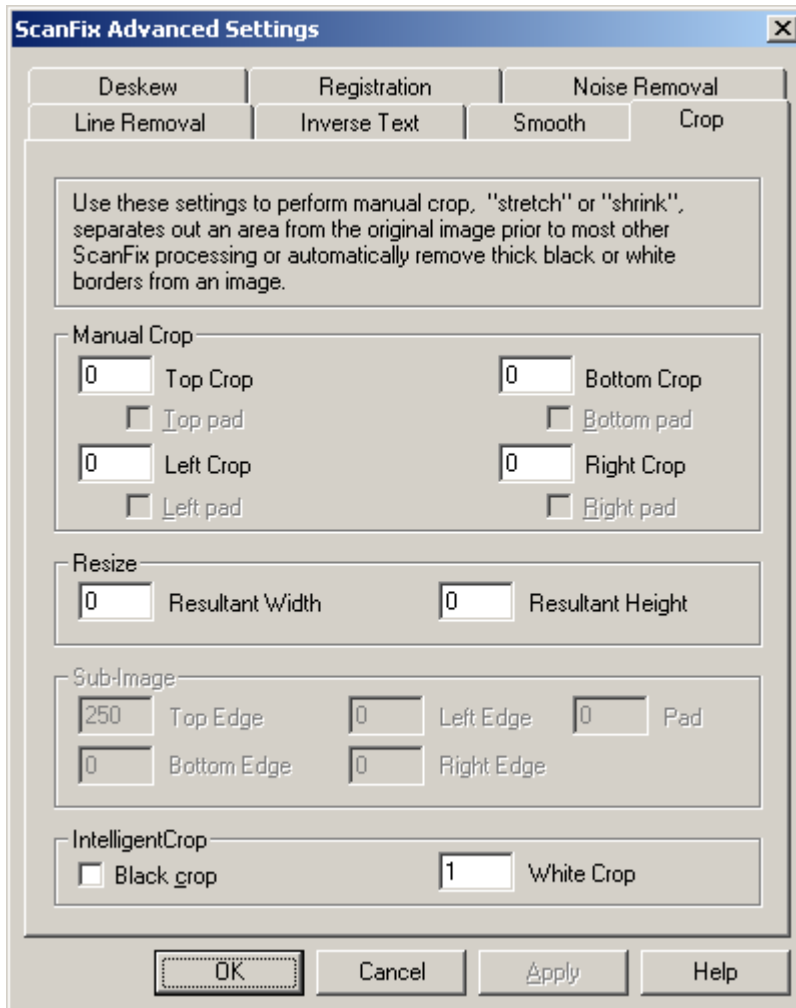 ScanFix Advanced Settings
Deskew Registration Noise Removal
Line Removal Inverse Text Smooth Crop
Use these settings to perform manual crop, "stretch" or "shrink",
separates out an area from the original image prior to most other
ScanFix processing or automatically remove thick black or white
borders from an image.
Manual Crop
0 Top Crop 0 Bottom Crop
Top pad Bottom pad
0 Left Crop 0 Right Crop
Left pad Right pad
Resize
0 Resultant Width 0 Resultant Height
Sub-Image
250 Top Edge 0 Left Edge 0 Pad
0 Bottom Edge 0 Right Edge
IntelligentCrop
Black crop 1 White Crop
OK Cancel Apply Help